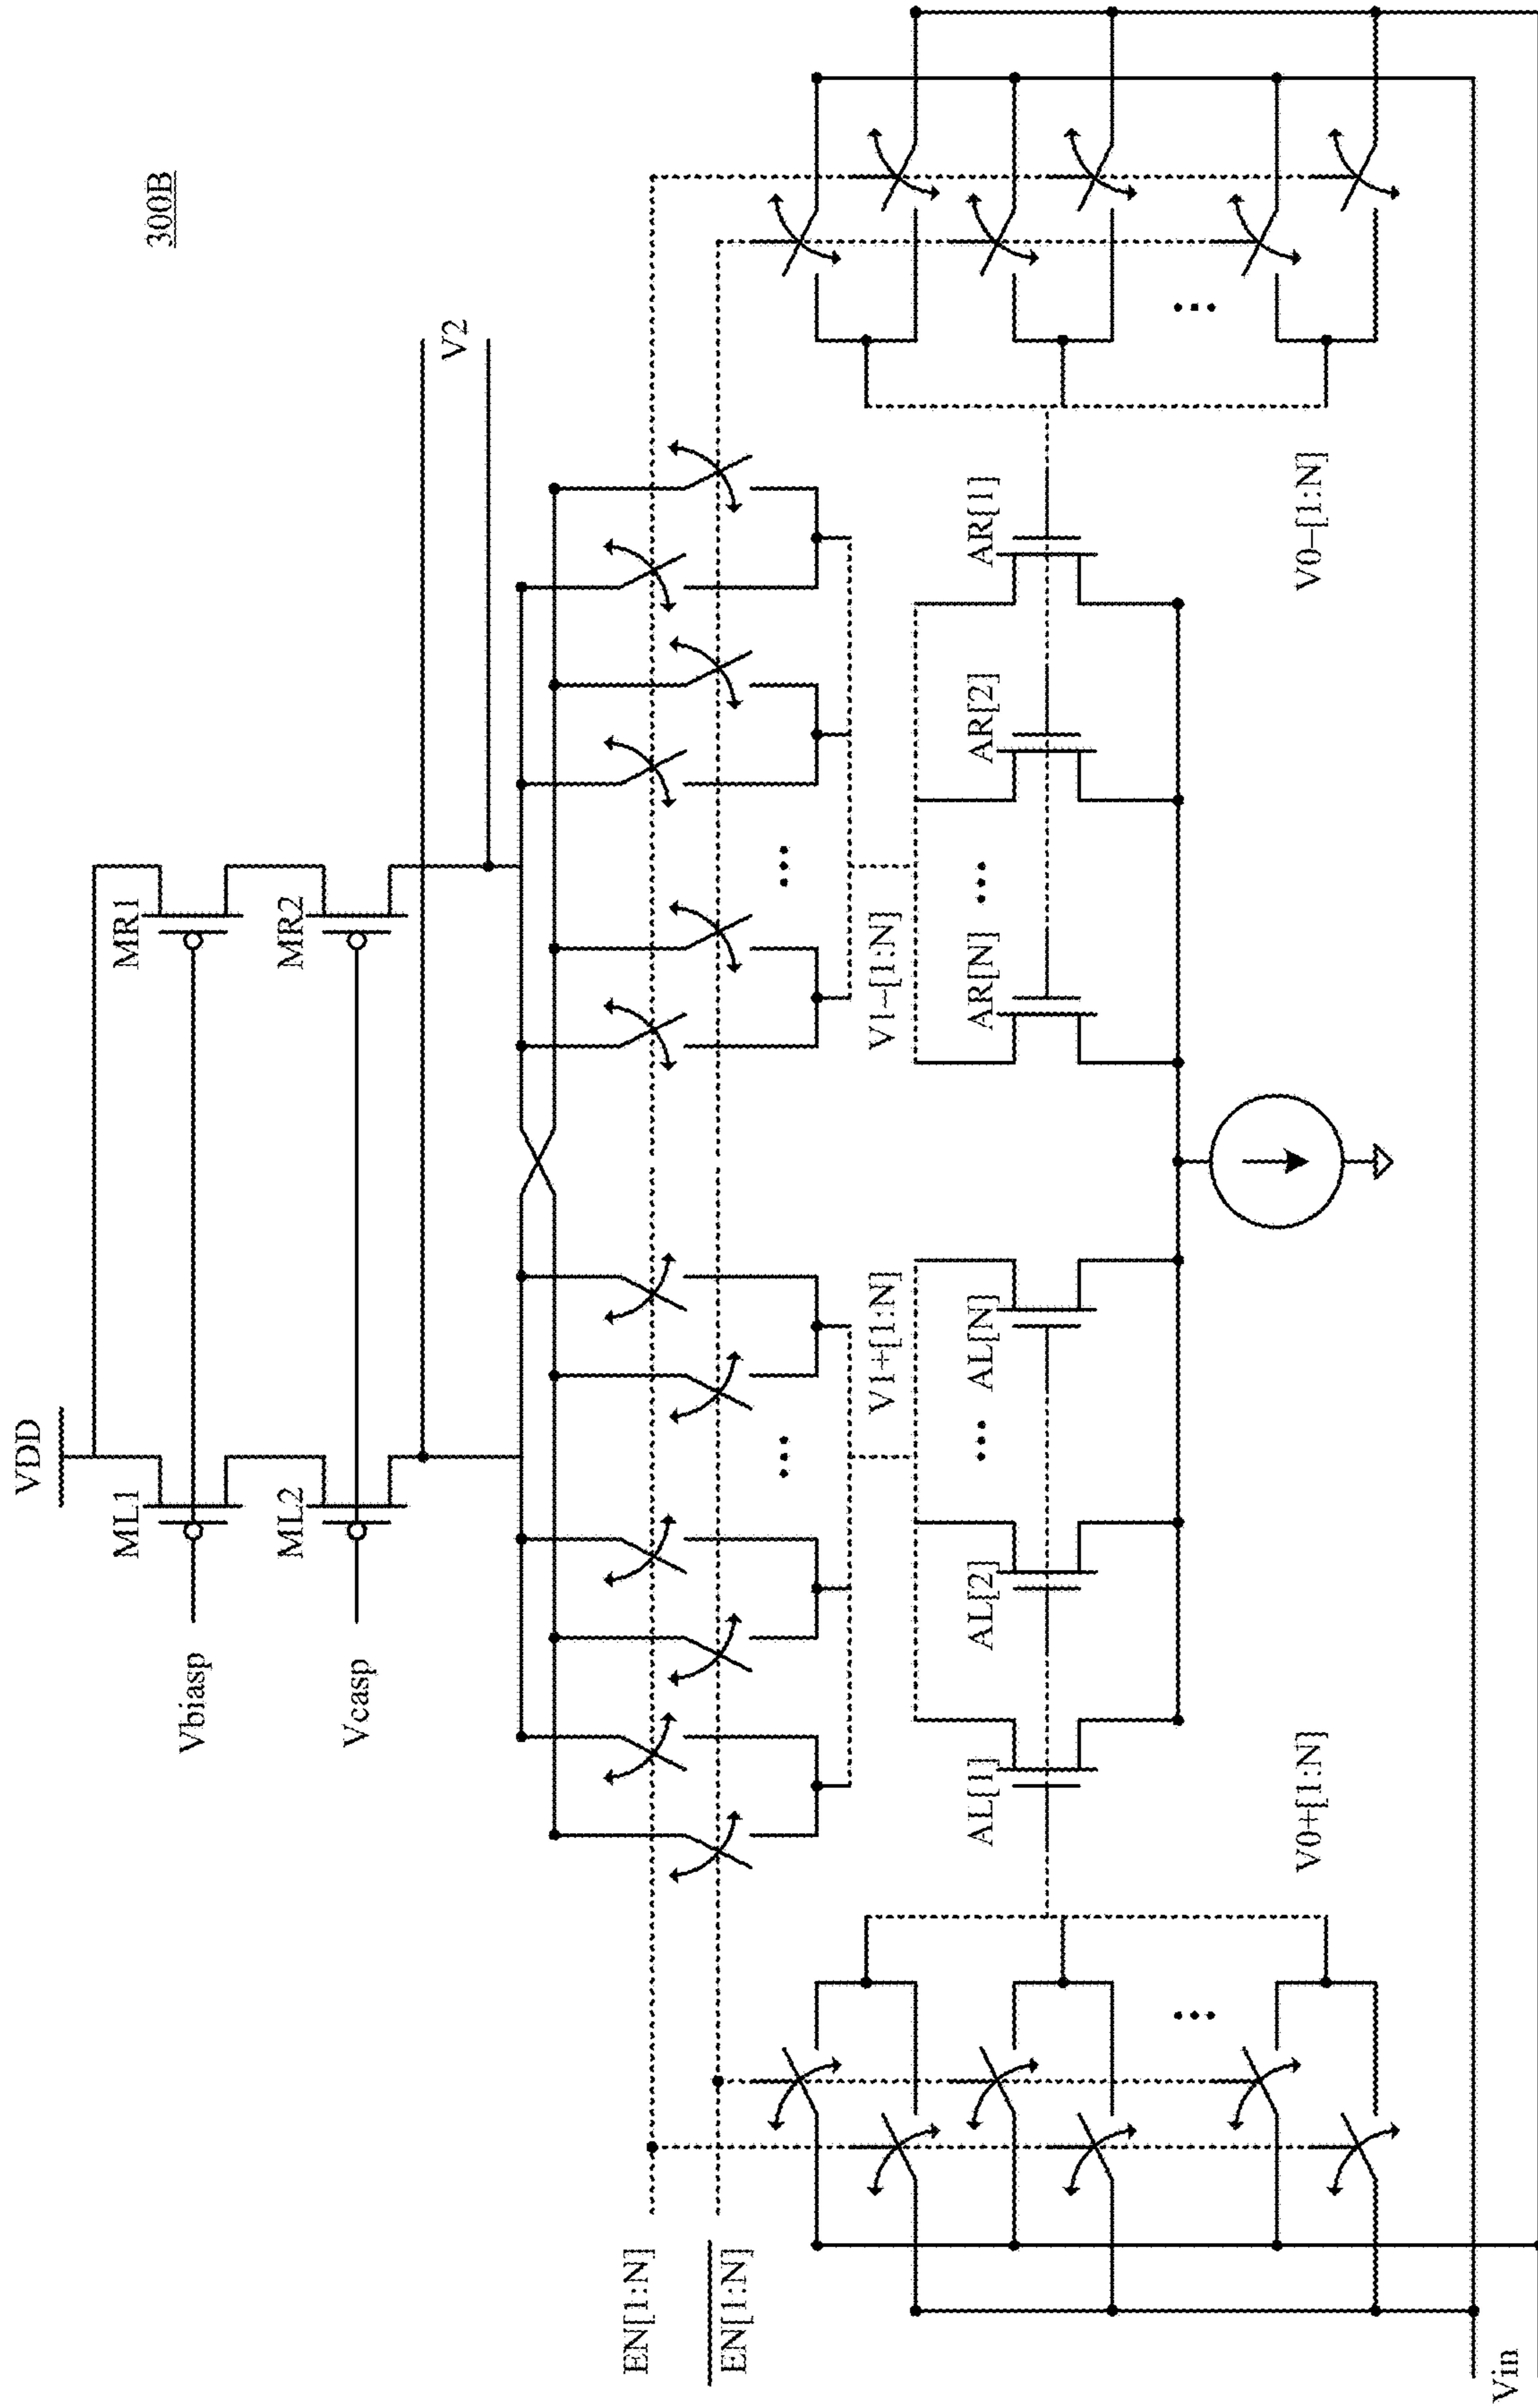 300B
VDD
ML1
MR1
Vbiasp
ML2
MR2
Vcasp
V2
EN[1:N]
EN[1:N]
V1+[1:N]
V1−[1:N]
AL[1]
AL[2]
...
AL[N]
AR[N]
...
AR[2]
AR[1]
V0+[1:N]
V0−[1:N]
Vin